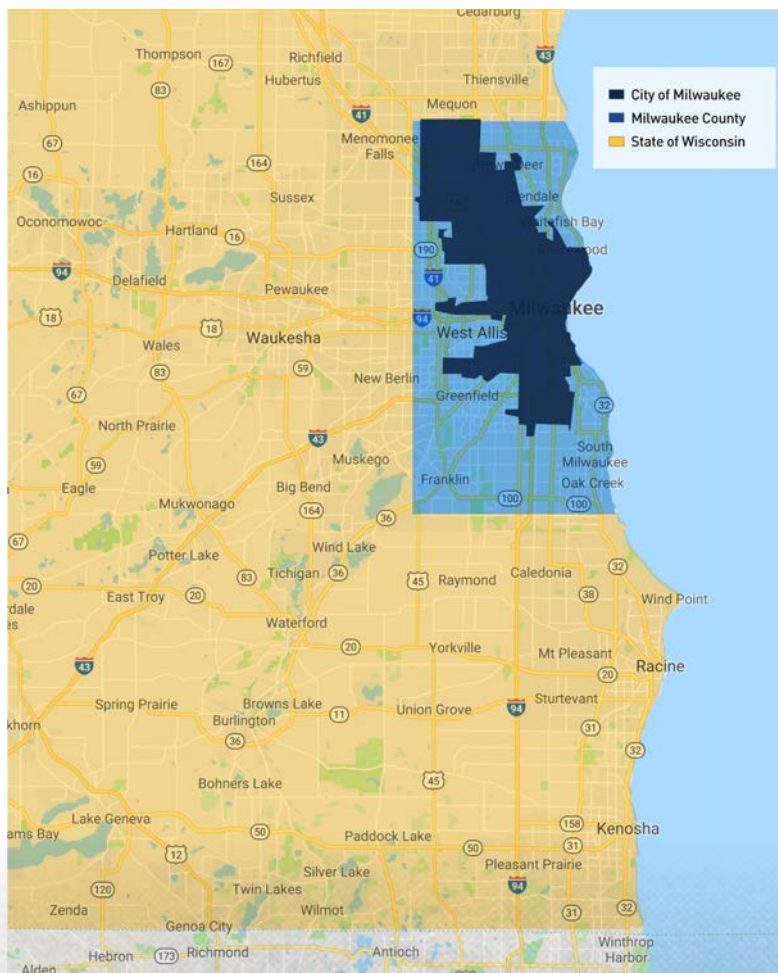 Cedarburg
Thompson
167
Richfield
43
Hubertus
Thiensville
83
Ashippun
Mequon
41
City of Milwaukee
Milwaukee County
State of Wisconsin
Menomonee
Falls
67
164
16
Sussex
Glendale
Oconomowoc
Hartland
16
Whitefish Bay
190
94
Delafield
41
Pewaukee
18
18
94
Milwaukee
Wales
Waukesha
West Allis
83
59
New Berlin
67
Greenfield
32
North Prairie
43
59
Muskego
South
Milwaukee
Eagle
Big Bend
Franklin
Oak Creek
Mukwonago
164
36
100
100
67
Potter Lake
Wind Lake
20
83
Tichigan
36
45
Raymond
Caledonia
32
East Troy
20
38
Wind Point
Waterford
20
Yorkville
Mt Pleasant
43
Racine
20
Spring Prairie
Browns Lake
Sturtevant
11
Union Grove
94
Burlington
31
36
32
45
Bohners Lake
Lake Geneva
158
Kenosha
50
Paddock Lake
50
31
12
Pleasant Prairie
Silver Lake
94
120
Twin Lakes
Zenda
Wilmot
31
32
Genoa City
Winthrop
Harbor
Hebron
173
Richmond
Antioch
Alden